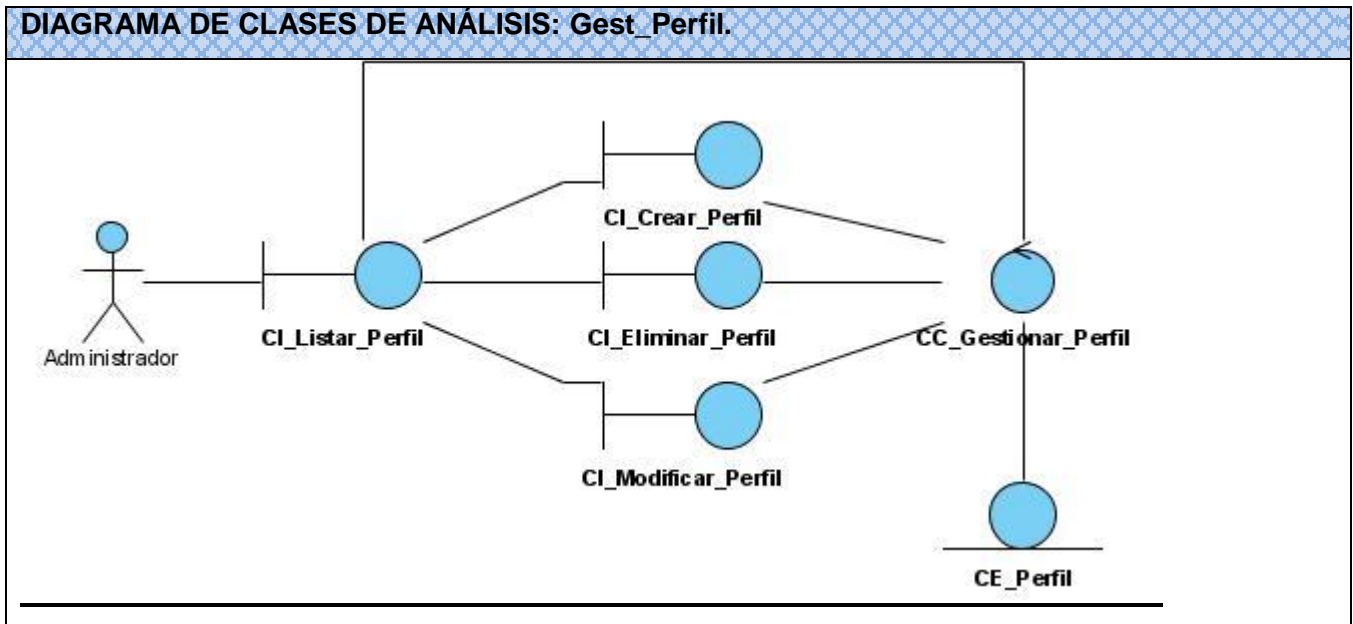 DIAGRAMA DE CLASES DE ANÁLISIS: Gest_Perfil.
CI_Crear_Perfil
Administrador
CI_Listar_Perfil
CI_Eliminar_Perfil
CC_Gestionar_Perfil
CI_Modificar_Perfil
CE_Perfil